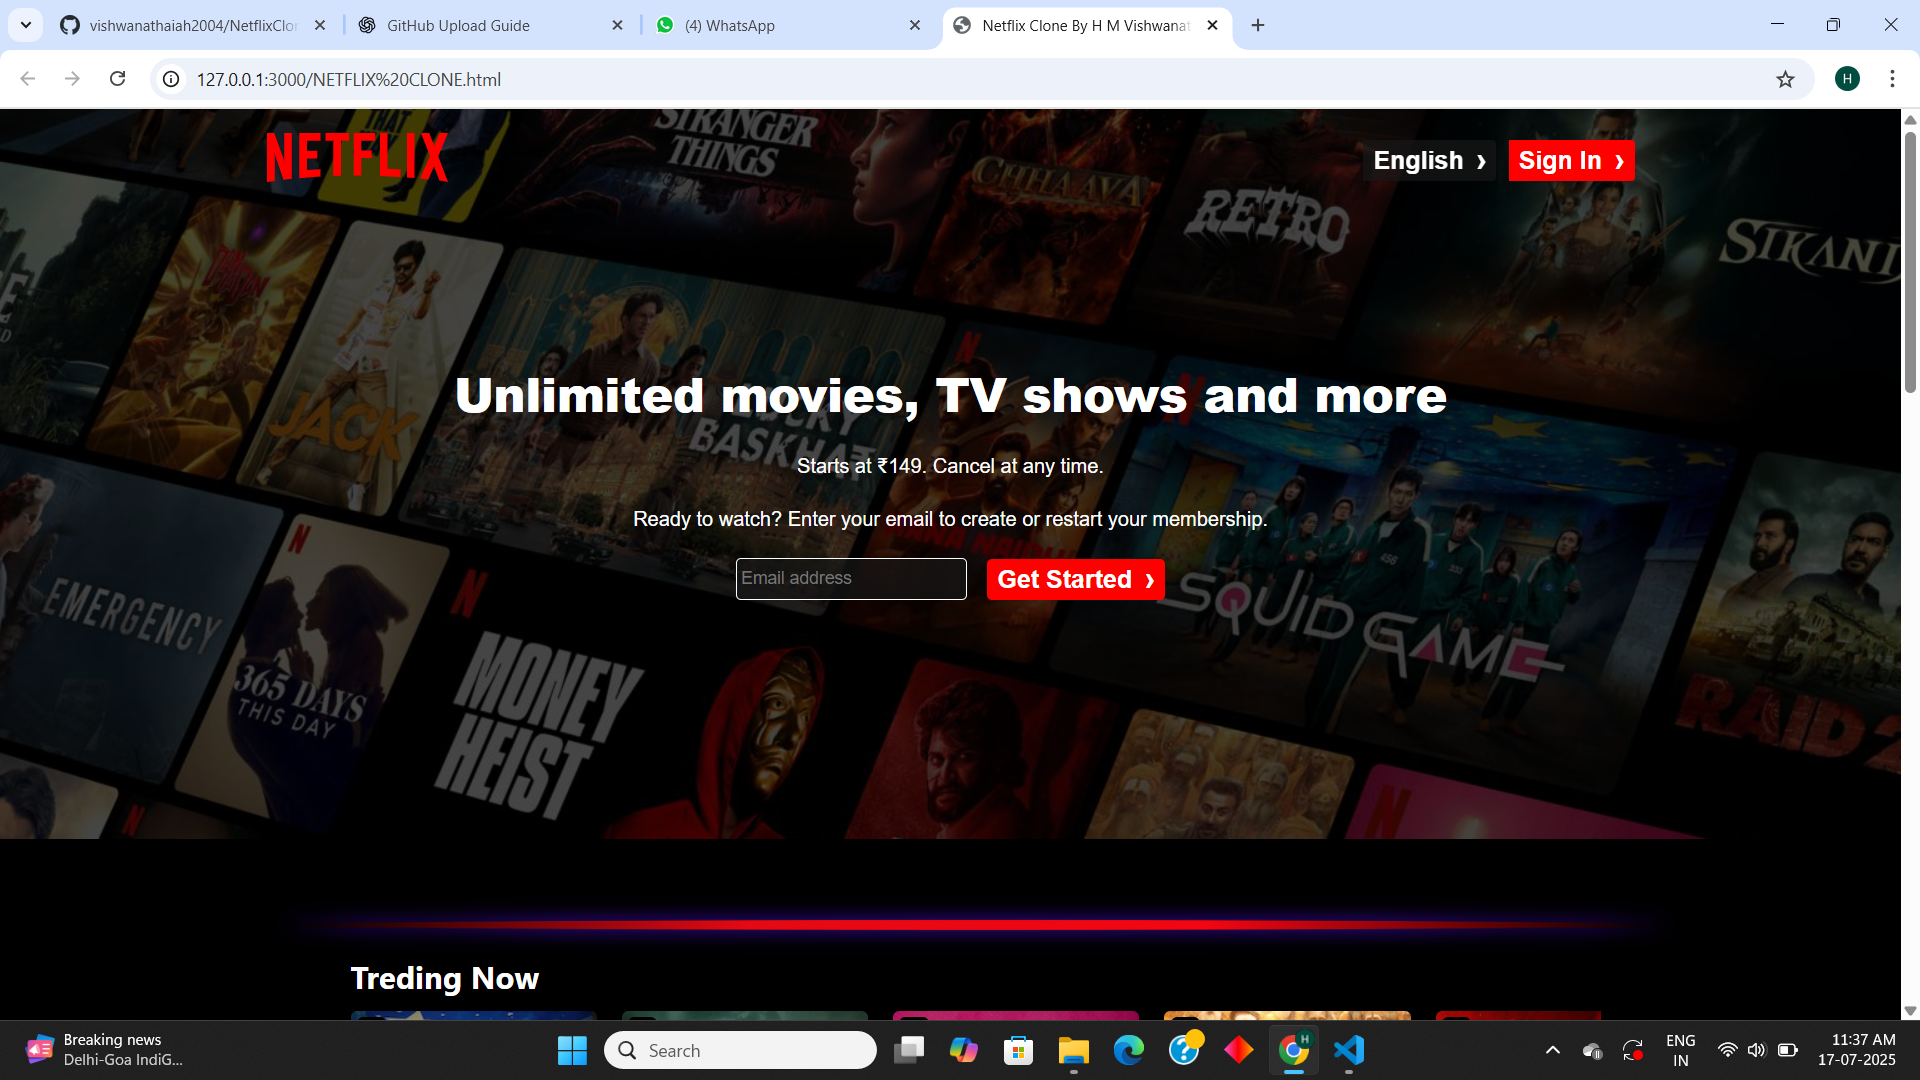 vishwanathaiah2004/NetflixClon
GitHub Upload Guide
(4) WhatsApp
Netflix Clone By H M Vishwanat
127.0.0.1:3000/NETFLIX%20CLONE.html
H
NETFLIX
English ›
Sign In ›
STRANGER
THINGS
CHHAAVA
RETRO
SIKAND
JACK
ROCKY
BASKHA
Unlimited movies, TV shows and more
Starts at ₹149. Cancel at any time.
Ready to watch? Enter your email to create or restart your membership.
Email address
Get Started ›
EMERGENCY
365 DAYS
THIS DAY
MONEY
HEIST
SQUID GAME
RAID 2
Treding Now
Breaking news
Delhi-Goa IndiG...
Search
H
ENG
IN
11:37 AM
17-07-2025